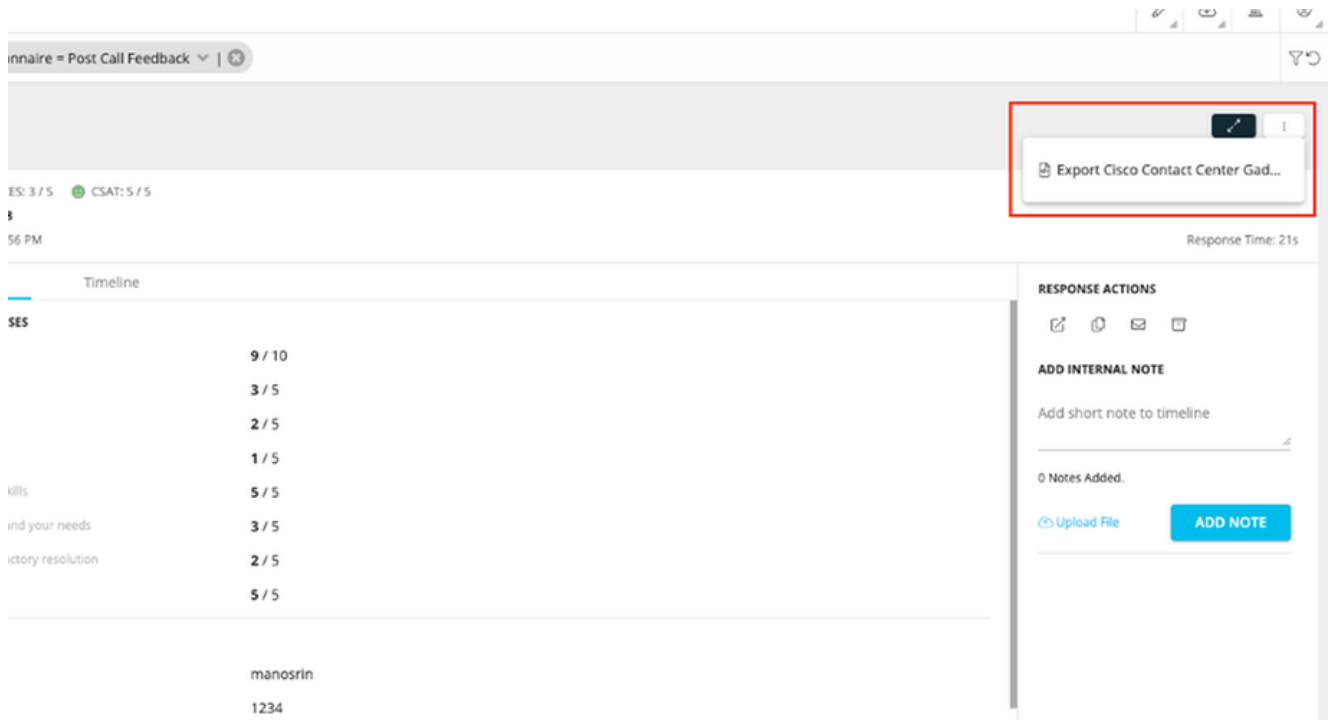 nnaire = Post Call Feedback
Export Cisco Contact Center Gad...
ES: 3 / 5 CSAT: 5 / 5
56 PM
Response Time: 21s
Timeline
SES
9 / 10
3 / 5
2 / 5
1 / 5
kills 5 / 5
and your needs 3 / 5
actory resolution 2 / 5
5 / 5
manosrin
1234
RESPONSE ACTIONS
ADD INTERNAL NOTE
Add short note to timeline
0 Notes Added.
Upload File
ADD NOTE